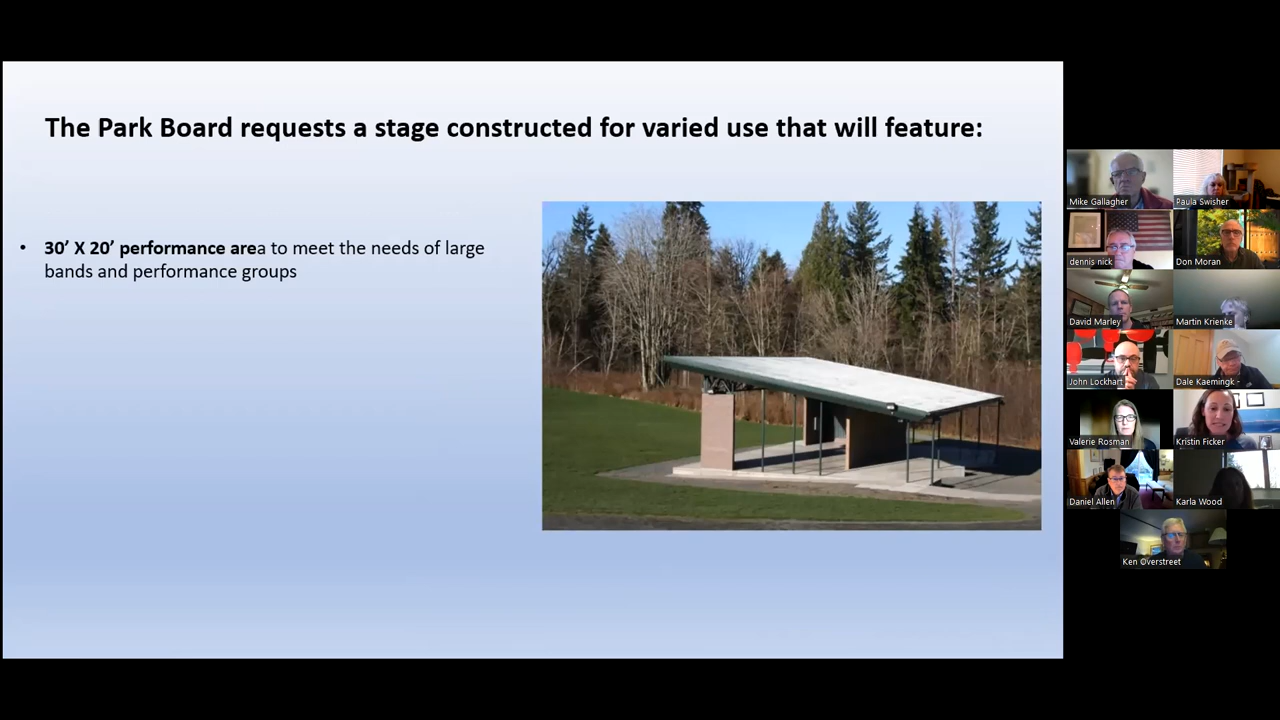 The Park Board requests a stage constructed for varied use that will feature:
• 30’ X 20’ performance area to meet the needs of large
bands and performance groups
Mike Gallagher
Paula Swisher
dennis nick
Don Moran
David Marley
Martin Krienke
John Lockhart
Dale Kaemingk -
Valerie Rosman
Kristin Ficker
Daniel Allen
Karla Wood
Ken Overstreet